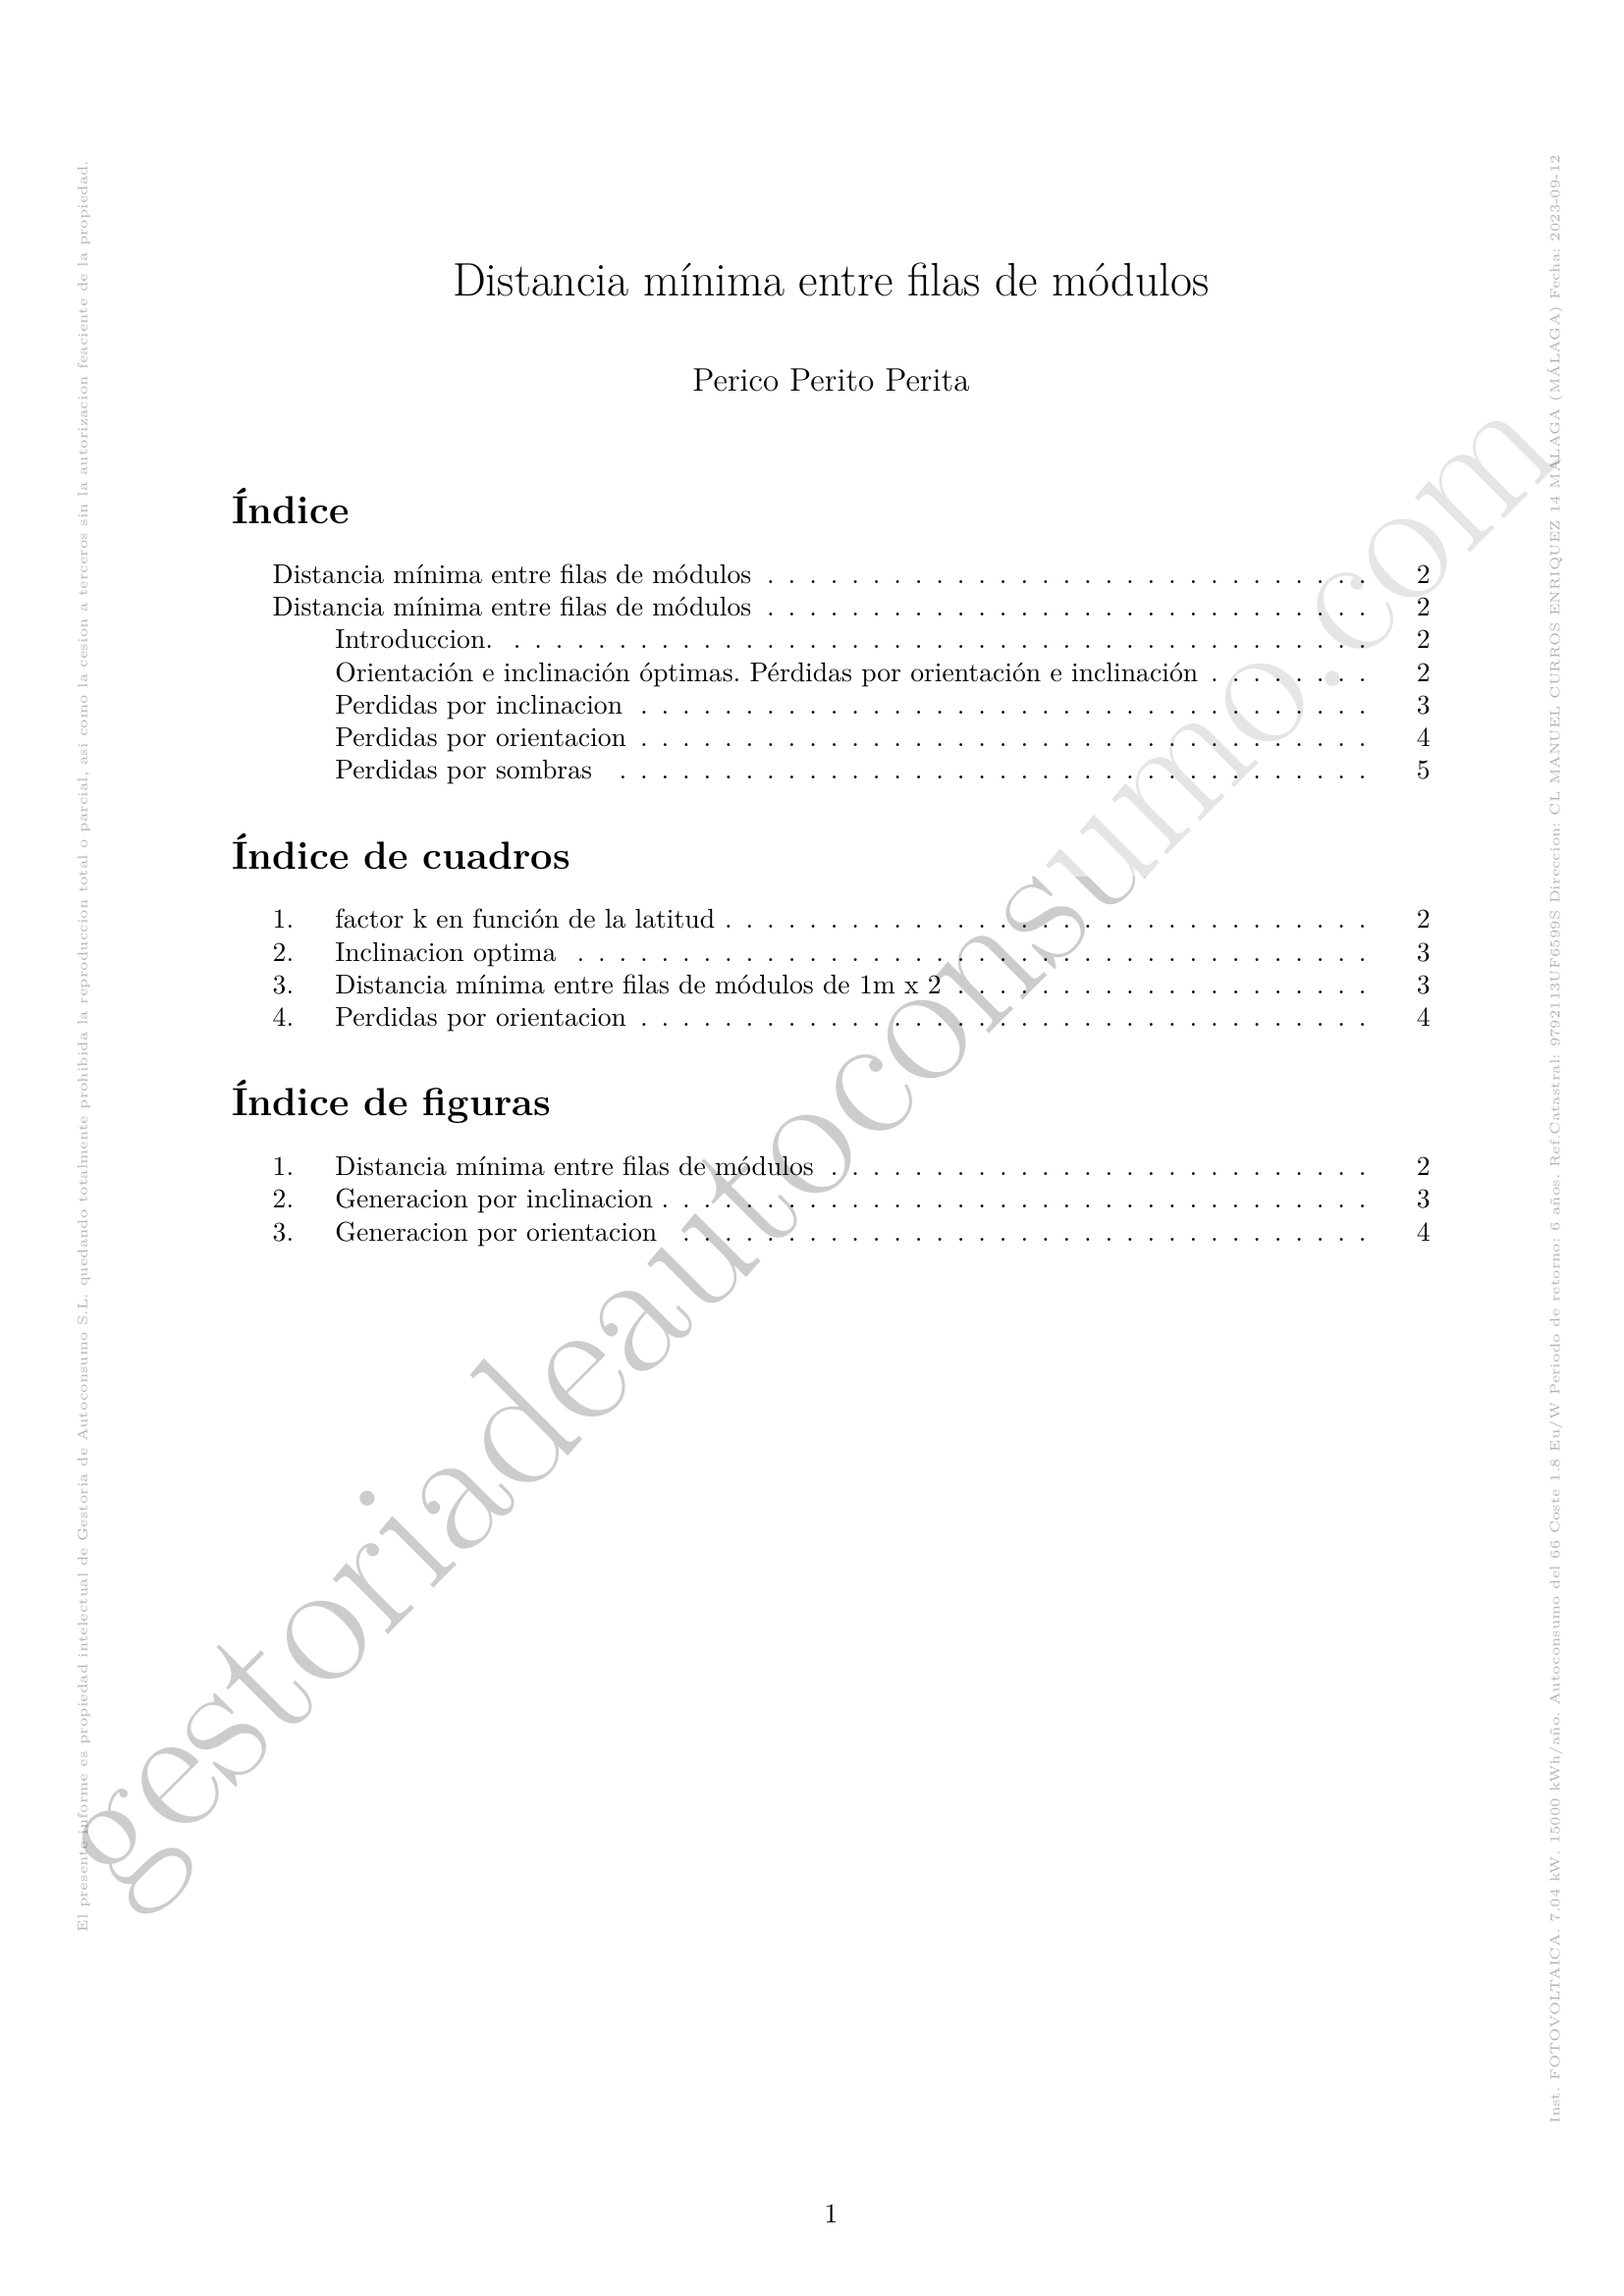 Distancia mínima entre filas de módulos
Perico Perito Perita
Índice
Distancia mínima entre filas de módulos . . . . . . . . . . . . . . . . . . . . . . . . . . . . . 2
Distancia mínima entre filas de módulos . . . . . . . . . . . . . . . . . . . . . . . . . . . . . 2
Introduccion. . . . . . . . . . . . . . . . . . . . . . . . . . . . . . . . . . . . . . . . . . 2
Orientación e inclinación óptimas. Pérdidas por orientación e inclinación . . . . . . . . 2
Perdidas por inclinacion . . . . . . . . . . . . . . . . . . . . . . . . . . . . . . . . . . . 3
Perdidas por orientacion . . . . . . . . . . . . . . . . . . . . . . . . . . . . . . . . . . . 4
Perdidas por sombras . . . . . . . . . . . . . . . . . . . . . . . . . . . . . . . . . . . . 5
Índice de cuadros
1. factor k en función de la latitud . . . . . . . . . . . . . . . . . . . . . . . . . . . . . . . 2
2. Inclinacion optima . . . . . . . . . . . . . . . . . . . . . . . . . . . . . . . . . . . . . . 3
3. Distancia mínima entre filas de módulos de 1m x 2 . . . . . . . . . . . . . . . . . . . . 3
4. Perdidas por orientacion . . . . . . . . . . . . . . . . . . . . . . . . . . . . . . . . . . . 4
Índice de figuras
1. Distancia mínima entre filas de módulos . . . . . . . . . . . . . . . . . . . . . . . . . . 2
2. Generacion por inclinacion . . . . . . . . . . . . . . . . . . . . . . . . . . . . . . . . . . 3
3. Generacion por orientacion . . . . . . . . . . . . . . . . . . . . . . . . . . . . . . . . . 4
1
El presente informe es propiedad intelectual de Gestoria de Autoconsumo S.L. quedando totalmente prohibida la reproduccion total o parcial, asi como la cesion a terceros sin la autorizacion feaciente de la propiedad.
Inst. FOTOVOLTAICA. 7.04 kW. 15000 kWh/año. Autoconsumo del 66 Coste 1.8 Eu/W Periodo de retorno: 6 años. Ref.Catastral: 9792113UF6599S Direccion: CL MANUEL CURROS ENRIQUEZ 14 MALAGA (MÁLAGA) Fecha: 2023-09-12
gestoriadeautoconsumo.com